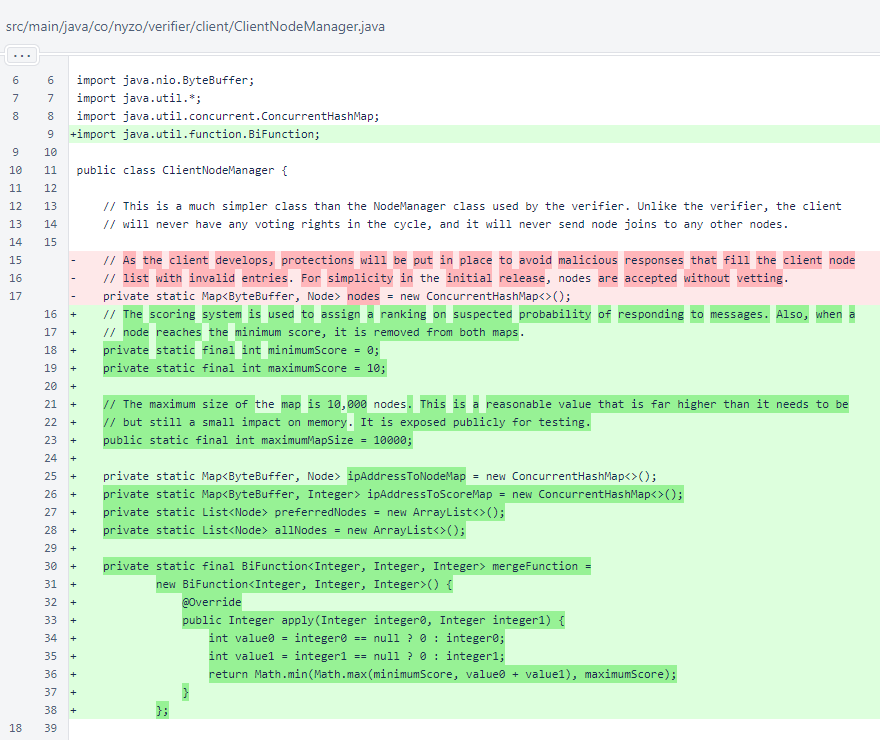 src/main/java/co/nyzo/verifier/client/ClientNodeManager.java
...
6 6 import java.nio.ByteBuffer;
7 7 import java.util.*;
8 8 import java.util.concurrent.ConcurrentHashMap;
9 +import java.util.function.BiFunction;
9 10
10 11 public class ClientNodeManager {
11 12
12 13 // This is a much simpler class than the NodeManager class used by the verifier. Unlike the verifier, the client
13 14 // will never have any voting rights in the cycle, and it will never send node joins to any other nodes.
14 15
15 - // As the client develops, protections will be put in place to avoid malicious responses that fill the client node
16 - // list with invalid entries. For simplicity in the initial release, nodes are accepted without vetting.
17 - private static Map<ByteBuffer, Node> nodes = new ConcurrentHashMap<>();
16 + // The scoring system is used to assign a ranking on suspected probability of responding to messages. Also, when a
17 + // node reaches the minimum score, it is removed from both maps.
18 + private static final int minimumScore = 0;
19 + private static final int maximumScore = 10;
20 +
21 + // The maximum size of the map is 10,000 nodes. This is a reasonable value that is far higher than it needs to be
22 + // but still a small impact on memory. It is exposed publicly for testing.
23 + public static final int maximumMapSize = 10000;
24 +
25 + private static Map<ByteBuffer, Node> ipAddressToNodeMap = new ConcurrentHashMap<>();
26 + private static Map<ByteBuffer, Integer> ipAddressToScoreMap = new ConcurrentHashMap<>();
27 + private static List<Node> preferredNodes = new ArrayList<>();
28 + private static List<Node> allNodes = new ArrayList<>();
29 +
30 + private static final BiFunction<Integer, Integer, Integer> mergeFunction =
31 + new BiFunction<Integer, Integer, Integer>() {
32 + @Override
33 + public Integer apply(Integer integer0, Integer integer1) {
34 + int value0 = integer0 == null ? 0 : integer0;
35 + int value1 = integer1 == null ? 0 : integer1;
36 + return Math.min(Math.max(minimumScore, value0 + value1), maximumScore);
37 + }
38 + };
18 39